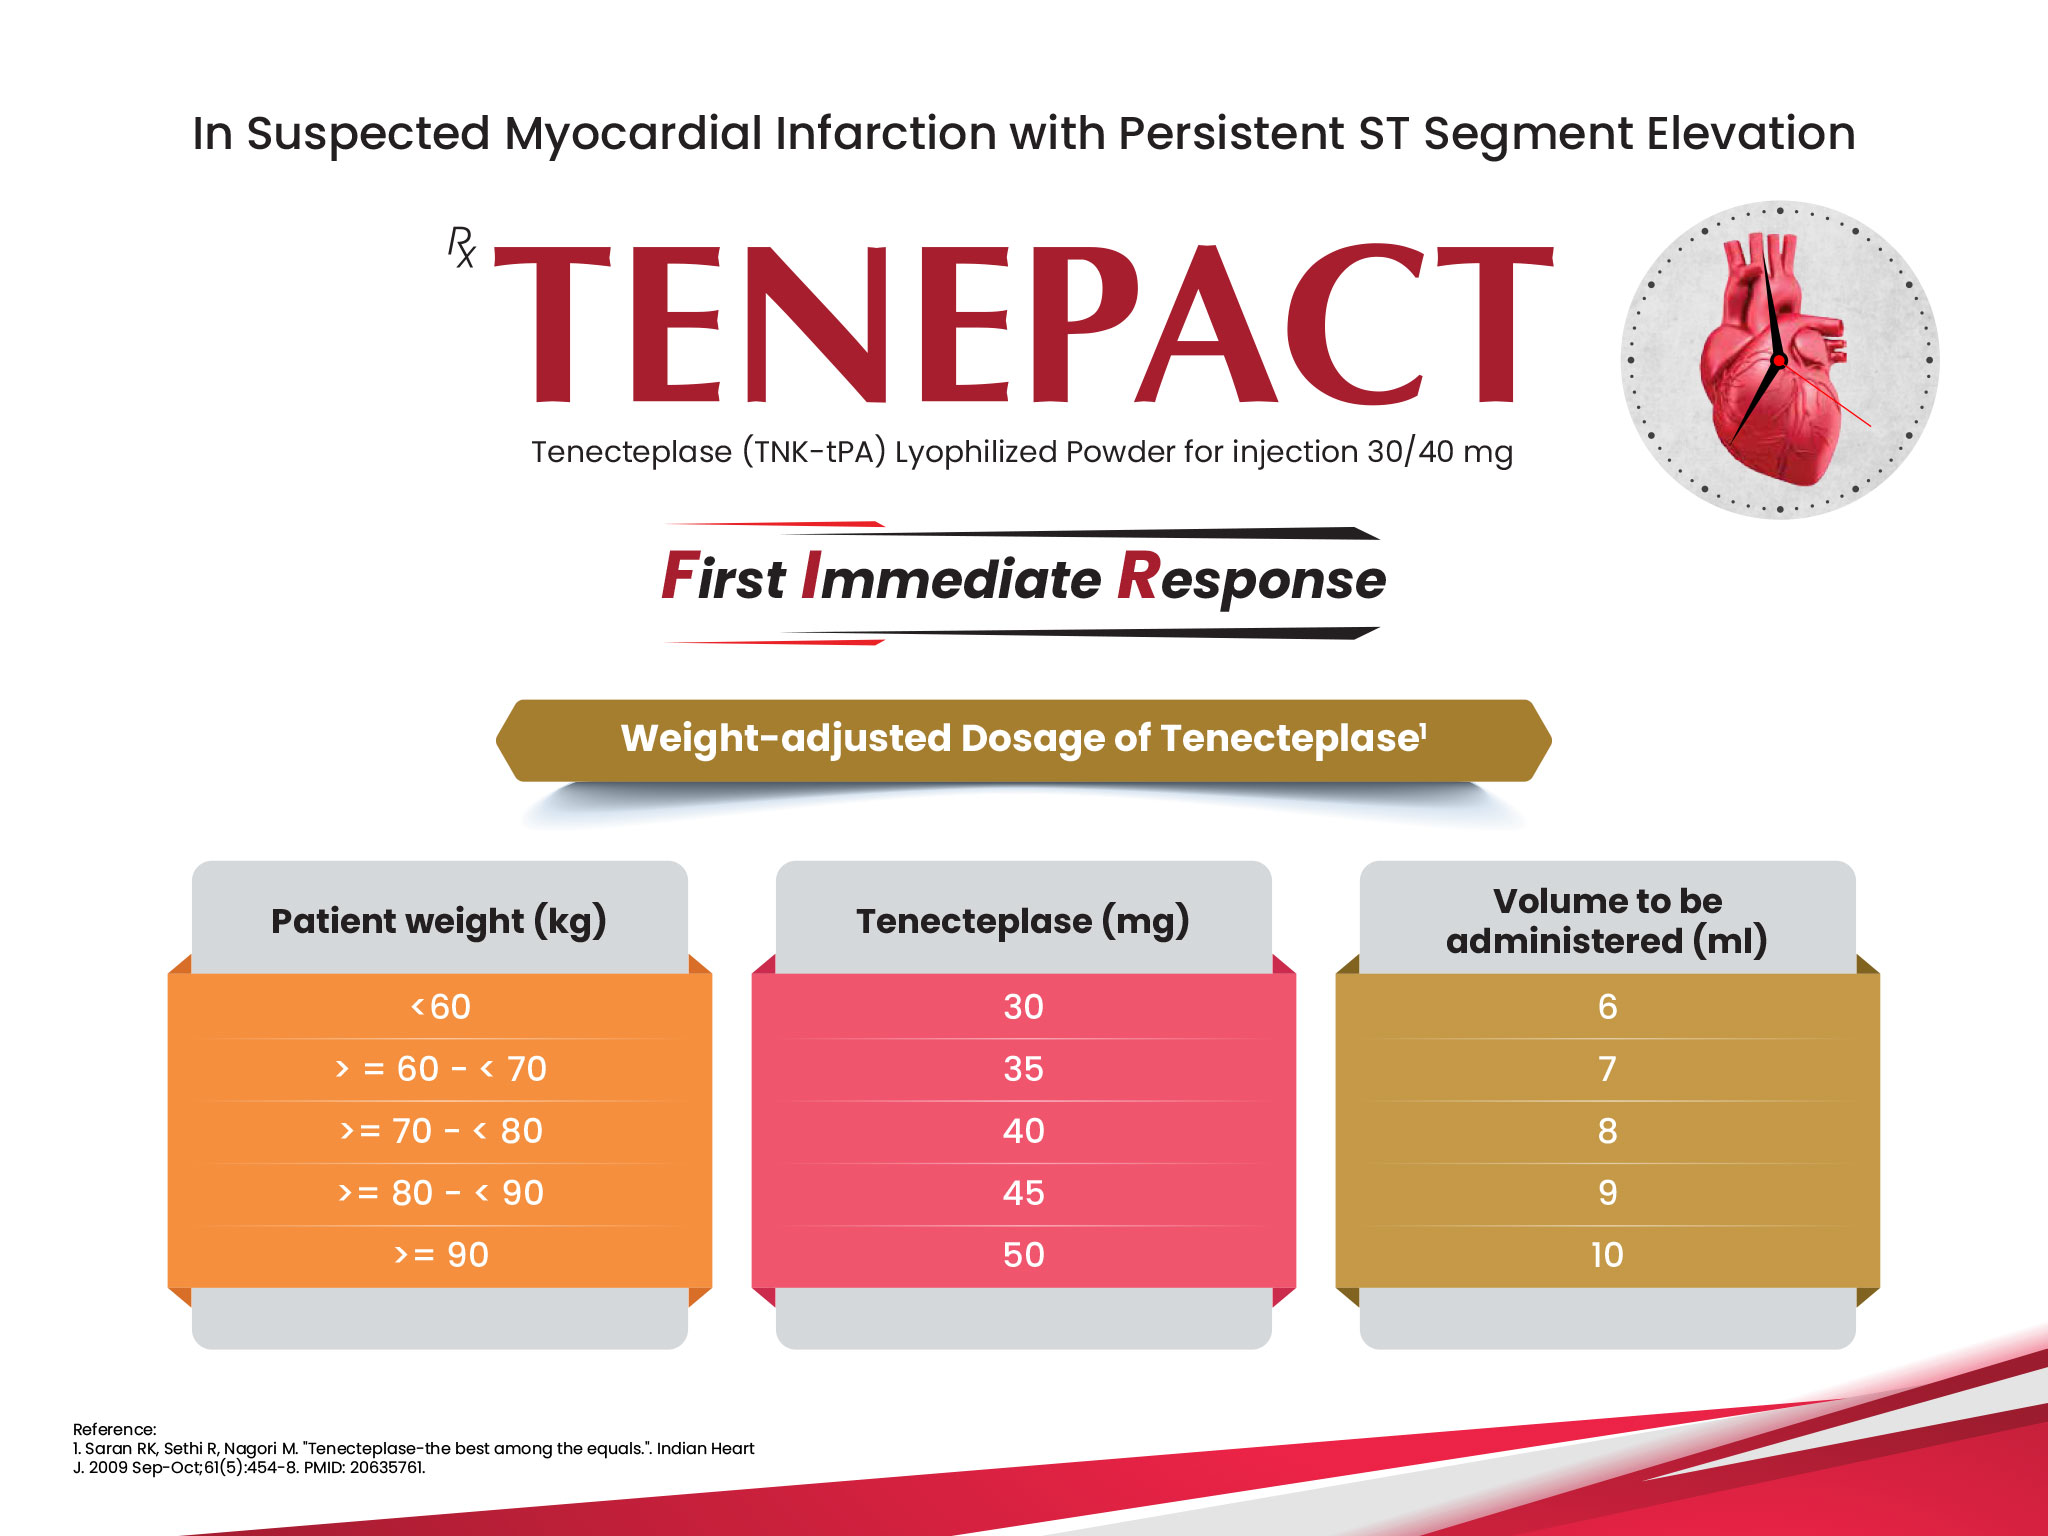 In Suspected Myocardial Infarction with Persistent ST Segment Elevation
Rx TENEPACT
Tenecteplase (TNK-tPA) Lyophilized Powder for injection 30/40 mg
First Immediate Response
Weight-adjusted Dosage of Tenecteplase¹
Patient weight (kg) Tenecteplase (mg) Volume to be
administered (ml)
<60 30 6
> = 60 - < 70 35 7
>= 70 - < 80 40 8
>= 80 - < 90 45 9
>= 90 50 10
Reference:
1. Saran RK, Sethi R, Nagori M. "Tenecteplase-the best among the equals.". Indian Heart
J. 2009 Sep-Oct;61(5):454-8. PMID: 20635761.